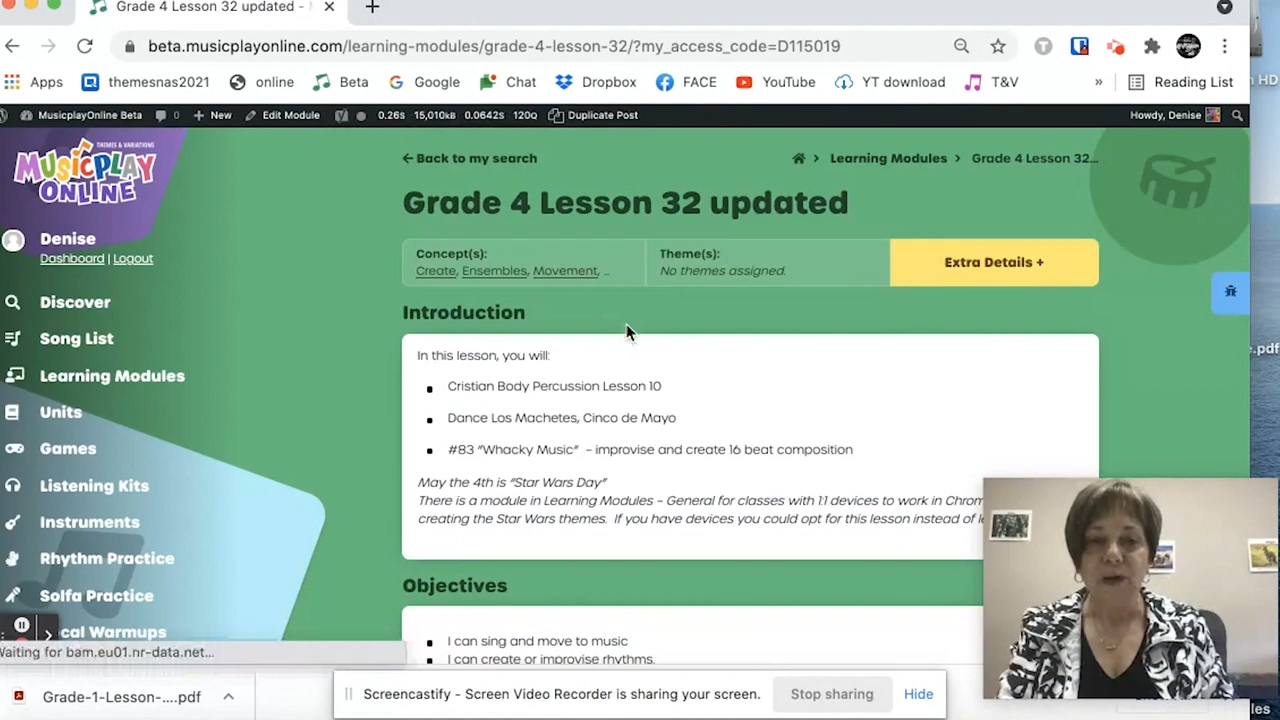 Grade 4 Lesson 32 updated -
beta.musicplayonline.com/learning-modules/grade-4-lesson-32/?my_access_code=D115019
Apps themesnas2021 online Beta Google Chat Dropbox FACE YouTube YT download T&V » Reading List
MusicplayOnline Beta 0 + New Edit Module 0.26S 15,010kB 0.0642S 120Q Duplicate Post Howdy, Denise
HD
THEMES & VARIATIONS
MUSICPLAY
ONLINE
Denise
Dashboard | Logout
Discover
Song List
Learning Modules
Units
Games
Listening Kits
Instruments
Rhythm Practice
Solfa Practice
cal Warmups
Waiting for bam.eu01.nr-data.net...
← Back to my search
> Learning Modules > Grade 4 Lesson 32...
Grade 4 Lesson 32 updated
Concept(s):
Create, Ensembles, Movement, ...
Theme(s):
No themes assigned.
Extra Details +
Introduction
In this lesson, you will:
Cristian Body Percussion Lesson 10
Dance Los Machetes, Cinco de Mayo
#83 "Whacky Music" - improvise and create 16 beat composition
May the 4th is "Star Wars Day"
There is a module in Learning Modules - General for classes with 1:1 devices to work in Chrom
creating the Star Wars themes. If you have devices you could opt for this lesson instead of l
Objectives
I can sing and move to music
I can create or improvise rhythms.
e.pdf
Grade-1-Lesson-....pdf
Screencastify - Screen Video Recorder is sharing your screen.
Stop sharing
Hide
les